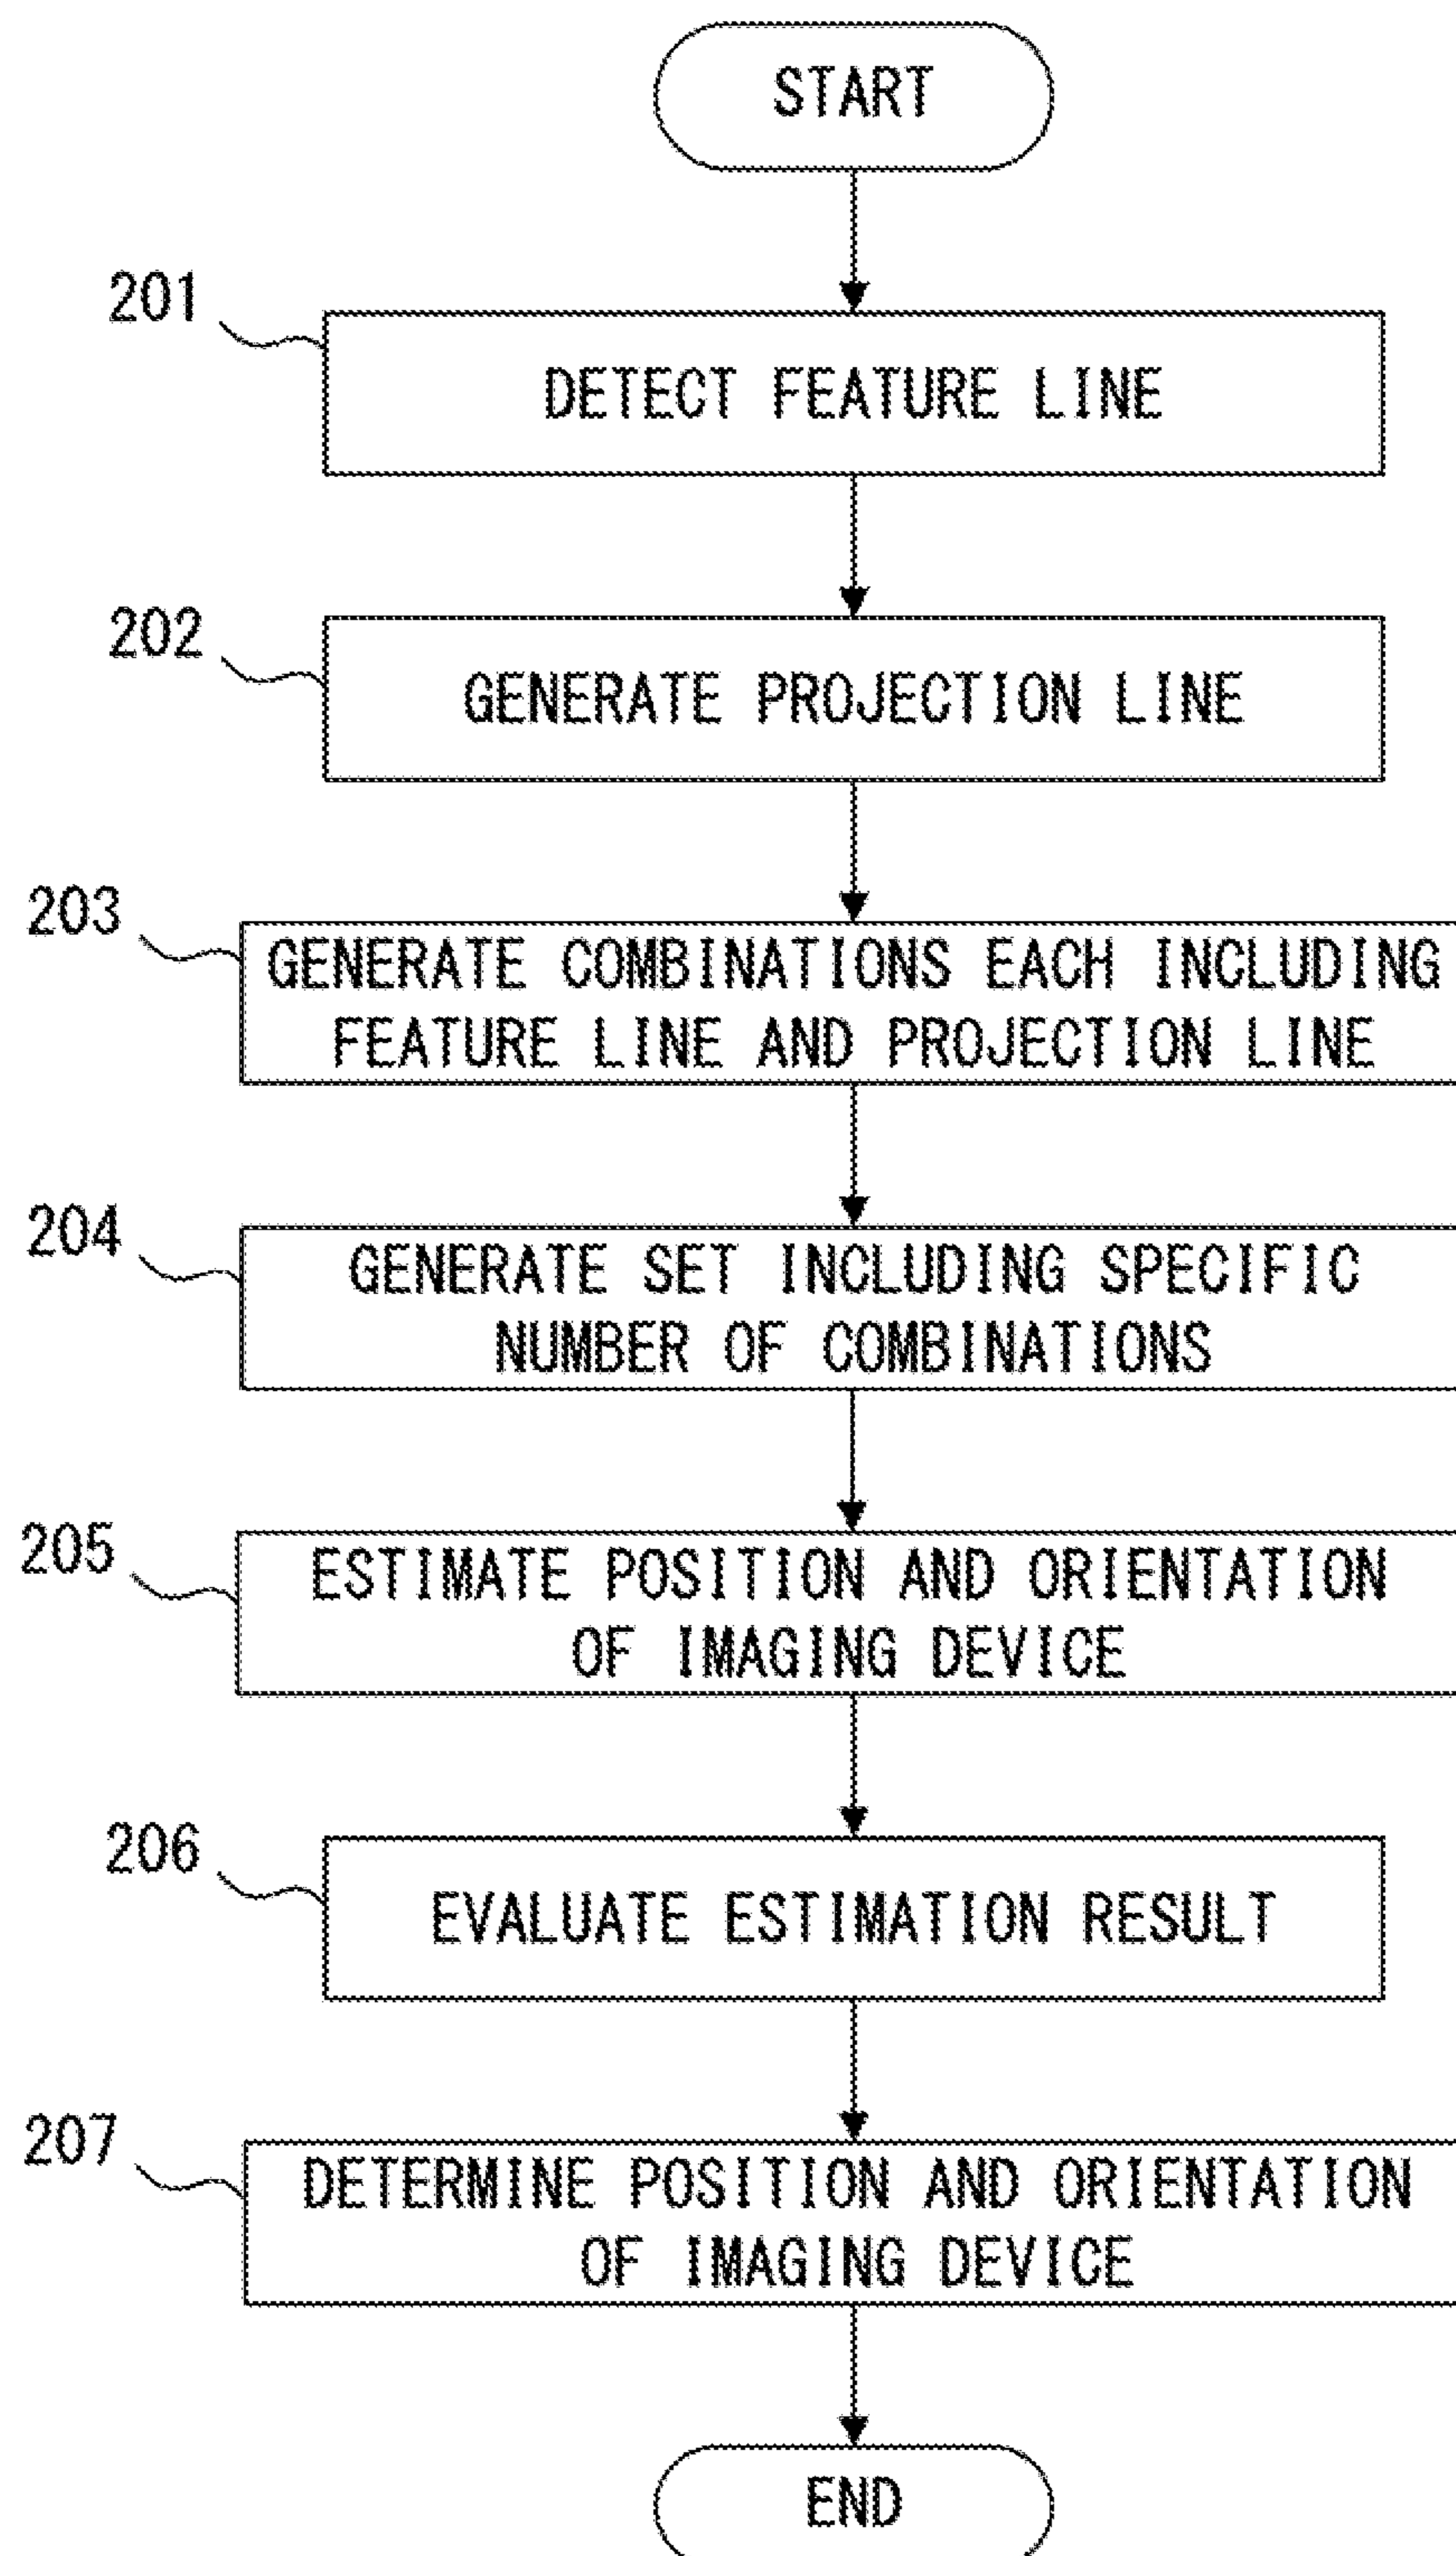 START
201
DETECT FEATURE LINE
202
GENERATE PROJECTION LINE
203
GENERATE COMBINATIONS EACH INCLUDING
FEATURE LINE AND PROJECTION LINE
204
GENERATE SET INCLUDING SPECIFIC
NUMBER OF COMBINATIONS
205
ESTIMATE POSITION AND ORIENTATION
OF IMAGING DEVICE
206
EVALUATE ESTIMATION RESULT
207
DETERMINE POSITION AND ORIENTATION
OF IMAGING DEVICE
END